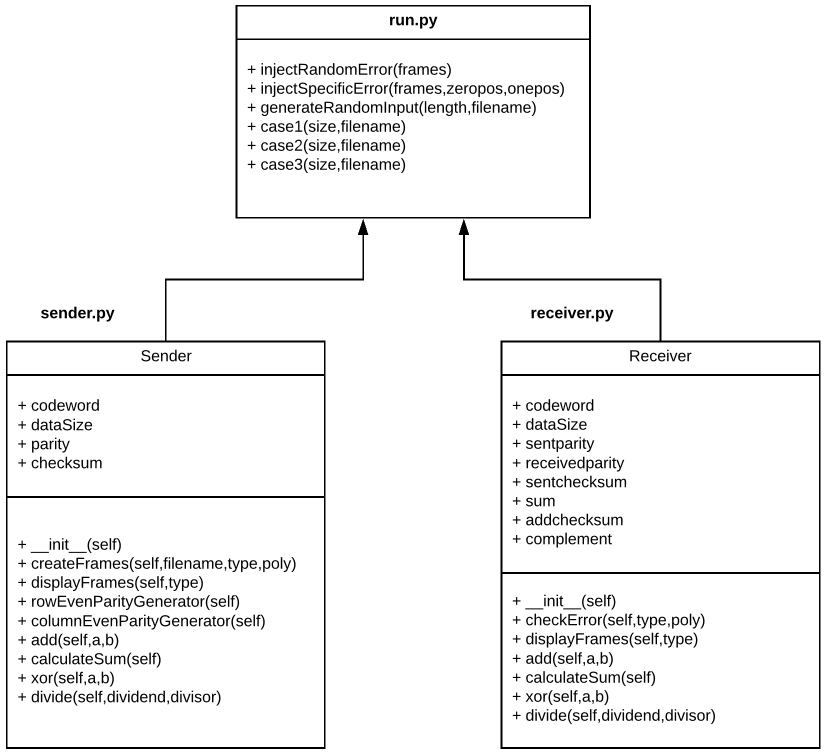 run.py
+ injectRandomError(frames)
+ injectSpecificError(frames,zeropos,onepos)
+ generateRandomInput(length,filename)
+ case1(size,filename)
+ case2(size,filename)
+ case3(size,filename)
sender.py
Sender
+ codeword
+ dataSize
+ parity
+ checksum
+ __init__(self)
+ createFrames(self,filename,type,poly)
+ displayFrames(self,type)
+ rowEvenParityGenerator(self)
+ columnEvenParityGenerator(self)
+ add(self,a,b)
+ calculateSum(self)
+ xor(self,a,b)
+ divide(self,dividend,divisor)
receiver.py
Receiver
+ codeword
+ dataSize
+ sentparity
+ receivedparity
+ sentchecksum
+ sum
+ addchecksum
+ complement
+ __init__(self)
+ checkError(self,type,poly)
+ displayFrames(self,type)
+ add(self,a,b)
+ calculateSum(self)
+ xor(self,a,b)
+ divide(self,dividend,divisor)